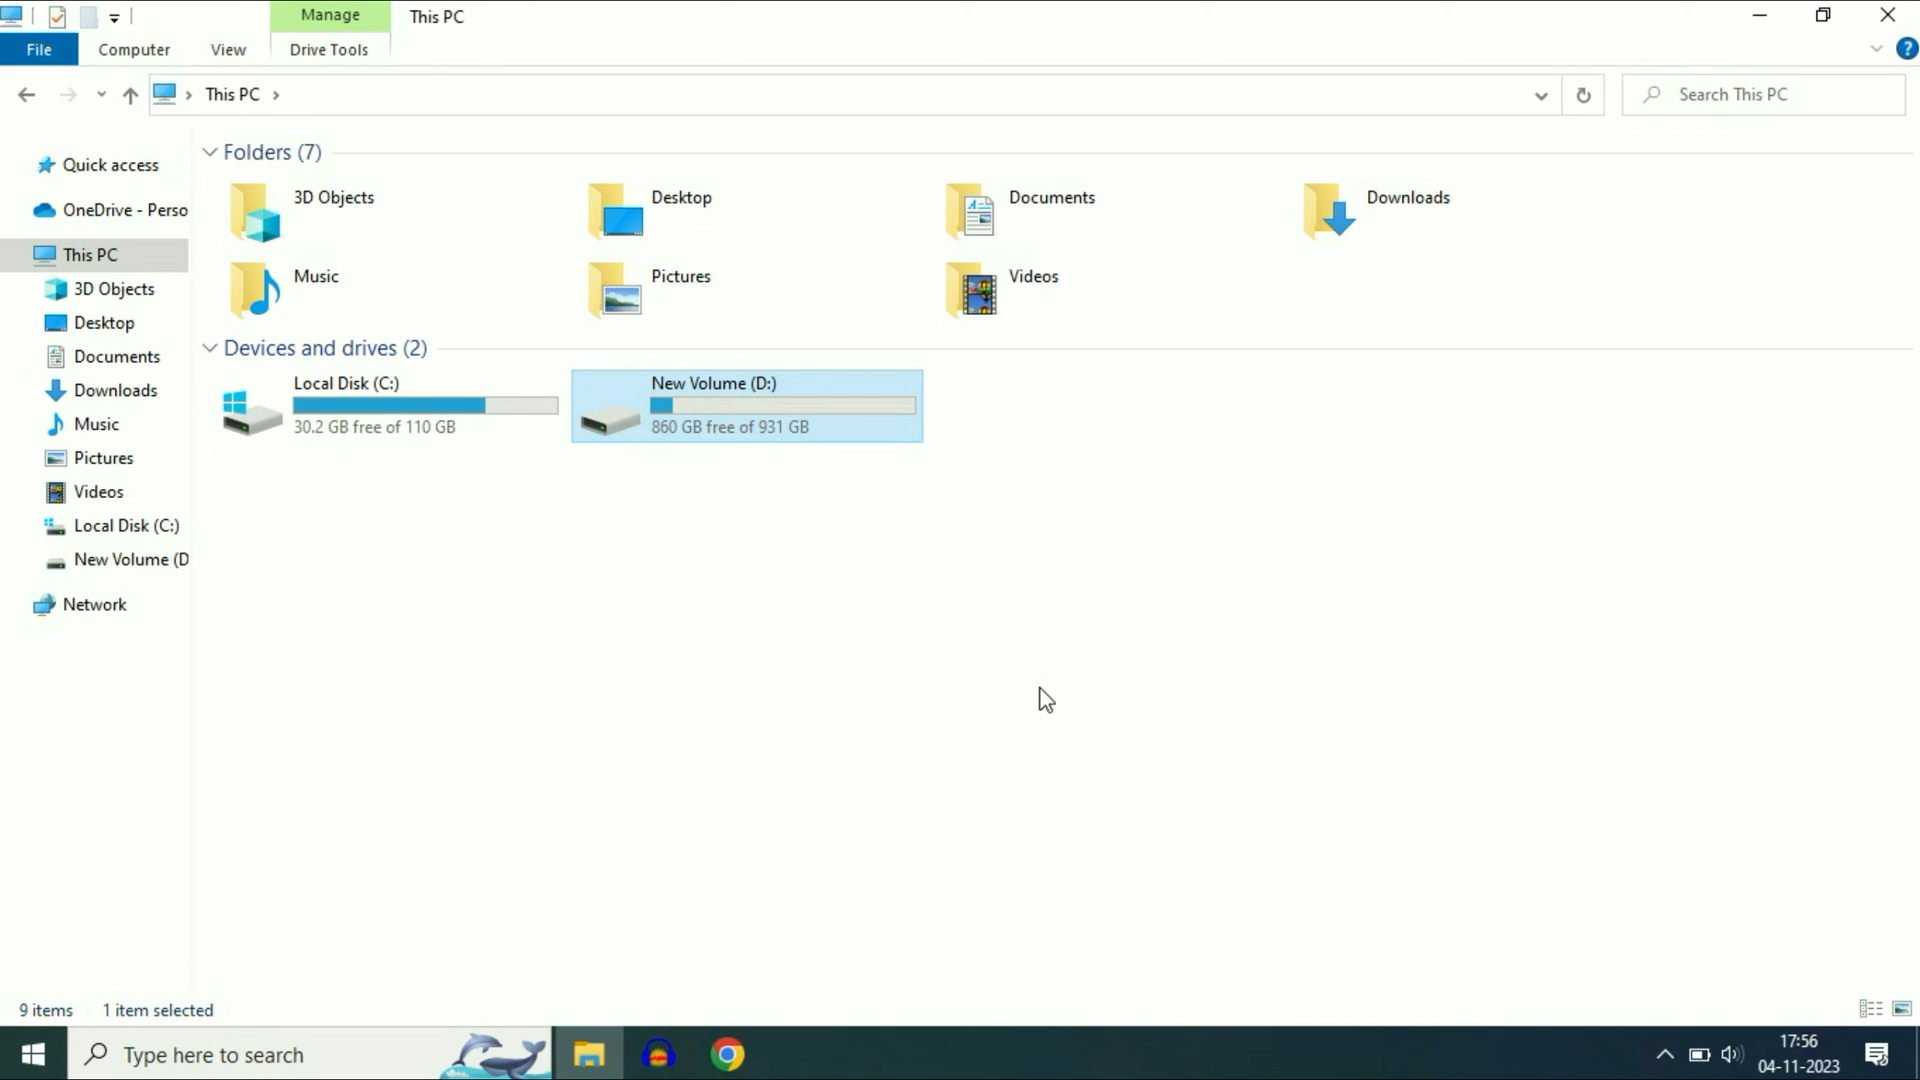 Manage
This PC
File
Computer
View
Drive Tools
This PC
Search This PC
Quick access
OneDrive - Perso
This PC
3D Objects
Desktop
Documents
Downloads
Music
Pictures
Videos
Local Disk (C:)
New Volume (D
Network
Folders (7)
3D Objects
Desktop
Documents
Downloads
Music
Pictures
Videos
Devices and drives (2)
Local Disk (C:)
30.2 GB free of 110 GB
New Volume (D:)
860 GB free of 931 GB
9 items
1 item selected
Type here to search
17:56
04-11-2023